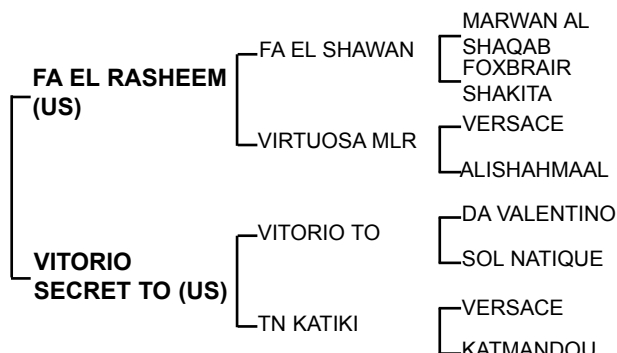 MARWAN AL
SHAQAB
FA EL SHAWAN
FOXBRAIR
SHAKITA
FA EL RASHEEM
(US)
VERSACE
VIRTUOSA MLR
ALISHAHMAAL
DA VALENTINO
VITORIO TO
SOL NATIQUE
VITORIO
SECRET TO (US)
VERSACE
TN KATIKI
KATMANDOU